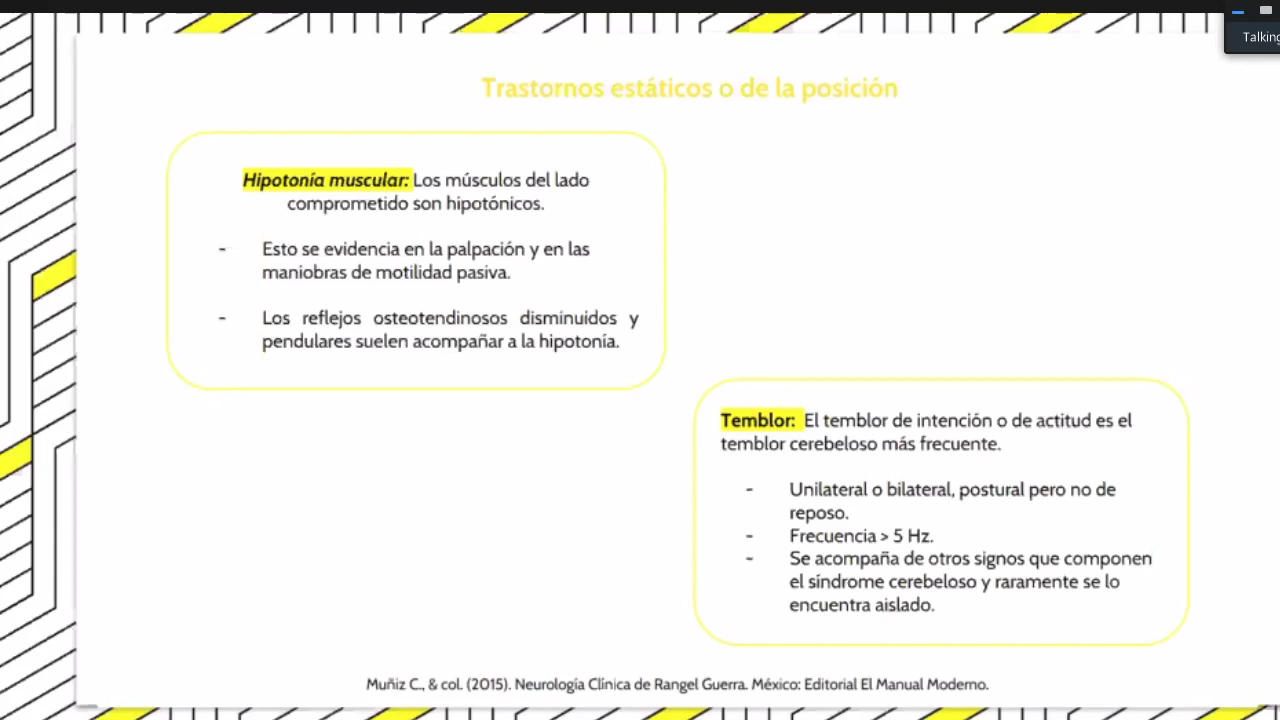 Talking
Trastornos estáticos o de la posición
Hipotonía muscular: Los músculos del lado
comprometido son hipotónicos.
- Esto se evidencia en la palpación y en las
maniobras de motilidad pasiva.
- Los reflejos osteotendinosos disminuidos y
pendulares suelen acompañar a la hipotonía.
Temblor: El temblor de intención o de actitud es el
temblor cerebeloso más frecuente.
- Unilateral o bilateral, postural pero no de
reposo.
- Frecuencia > 5 Hz.
- Se acompaña de otros signos que componen
el síndrome cerebeloso y raramente se lo
encuentra aislado.
Muñiz C., & col. (2015). Neurología Clínica de Rangel Guerra. México: Editorial El Manual Moderno.